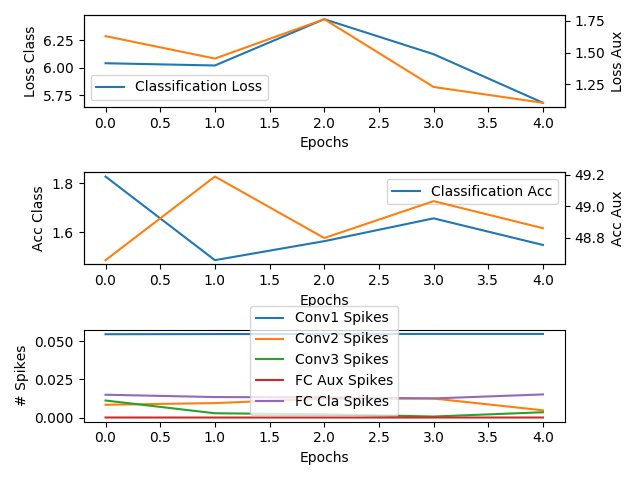 Loss Class
6.25
6.00
5.75
Classification Loss
1.75
1.50
1.25
Loss Aux
0.0 0.5 1.0 1.5 2.0 2.5 3.0 3.5 4.0
Epochs
Acc Class
1.8
1.6
Classification Acc
49.2
49.0
48.8
Acc Aux
0.0 0.5 1.0 1.5 2.0 2.5 3.0 3.5 4.0
Epochs
# Spikes
0.050
0.025
0.000
Conv1 Spikes
Conv2 Spikes
Conv3 Spikes
FC Aux Spikes
FC Cla Spikes
0.0 0.5 1.0 1.5 2.0 2.5 3.0 3.5 4.0
Epochs